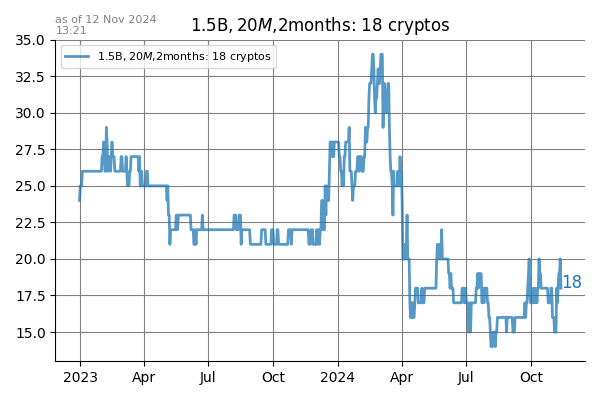 as of 12 Nov 2024
13:21
1.5B, 20M,2months: 18 cryptos
1.5B, 20M,2months: 18 cryptos
35.0
32.5
30.0
27.5
25.0
22.5
20.0
17.5
15.0
18
2023
Apr
Jul
Oct
2024
Apr
Jul
Oct